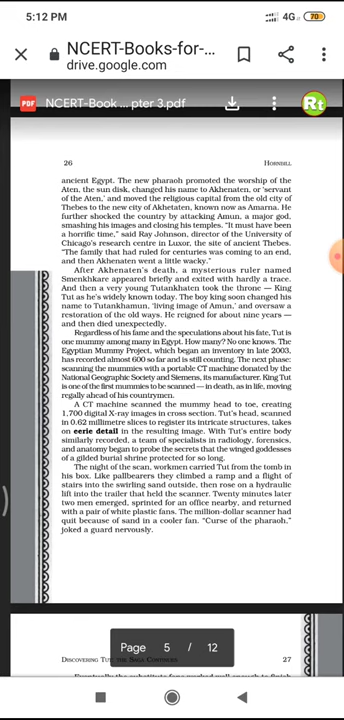 5:12 PM
4G
70
NCERT-Books-for-...
drive.google.com
PDF NCERT-Book ... pter 3.pdf
Rt
26 HORNBILL
ancient Egypt. The new pharaoh promoted the worship of the
Aten, the sun disk, changed his name to Akhenaten, or ‘servant
of the Aten,’ and moved the religious capital from the old city of
Thebes to the new city of Akhetaten, known now as Amarna. He
further shocked the country by attacking Amun, a major god,
smashing his images and closing his temples. “It must have been
a horrific time,” said Ray Johnson, director of the University of
Chicago’s research centre in Luxor, the site of ancient Thebes.
“The family that had ruled for centuries was coming to an end,
and then Akhenaten went a little wacky.”
After Akhenaten’s death, a mysterious ruler named
Smenkhkare appeared briefly and exited with hardly a trace.
And then a very young Tutankhaten took the throne — King
Tut as he’s widely known today. The boy king soon changed his
name to Tutankhamun, ‘living image of Amun,’ and oversaw a
restoration of the old ways. He reigned for about nine years —
and then died unexpectedly.
Regardless of his fame and the speculations about his fate, Tut is
one mummy among many in Egypt. How many? No one knows. The
Egyptian Mummy Project, which began an inventory in late 2003,
has recorded almost 600 so far and is still counting. The next phase:
scanning the mummies with a portable CT machine donated by the
National Geographic Society and Siemens, its manufacturer. King Tut
is one of the first mummies to be scanned — in death, as in life, moving
regally ahead of his countrymen.
A CT machine scanned the mummy head to toe, creating
1,700 digital X-ray images in cross section. Tut’s head, scanned
in 0.62 millimetre slices to register its intricate structures, takes
on eerie detail in the resulting image. With Tut’s entire body
similarly recorded, a team of specialists in radiology, forensics,
and anatomy began to probe the secrets that the winged goddesses
of a gilded burial shrine protected for so long.
The night of the scan, workmen carried Tut from the tomb in
his box. Like pallbearers they climbed a ramp and a flight of
stairs into the swirling sand outside, then rose on a hydraulic
lift into the trailer that held the scanner. Twenty minutes later
two men emerged, sprinted for an office nearby, and returned
with a pair of white plastic fans. The million-dollar scanner had
quit because of sand in a cooler fan. “Curse of the pharaoh,”
joked a guard nervously.
Page 5 / 12
DISCOVERING TUT: THE SAGA CONTINUES 27